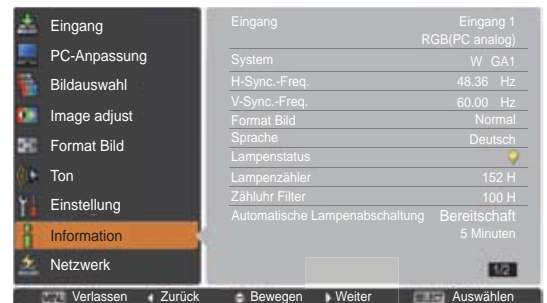 Eingang
PC-Anpassung
Bildauswahl
Image adjust
Format Bild
Ton
Einstellung
Information
Netzwerk
Eingang Eingang 1
RGB(PC analog)
System W GA1
H-Sync.-Freq. 48.36 Hz
V-Sync.-Freq. 60.00 Hz
Format Bild Normal
Sprache Deutsch
Lampenstatus
Lampenzähler 152 H
Zähluhr Filter 100 H
Automatische Lampenabschaltung Bereitschaft
5 Minuten
1/2
Verlassen Zurück Bewegen Weiter Auswählen